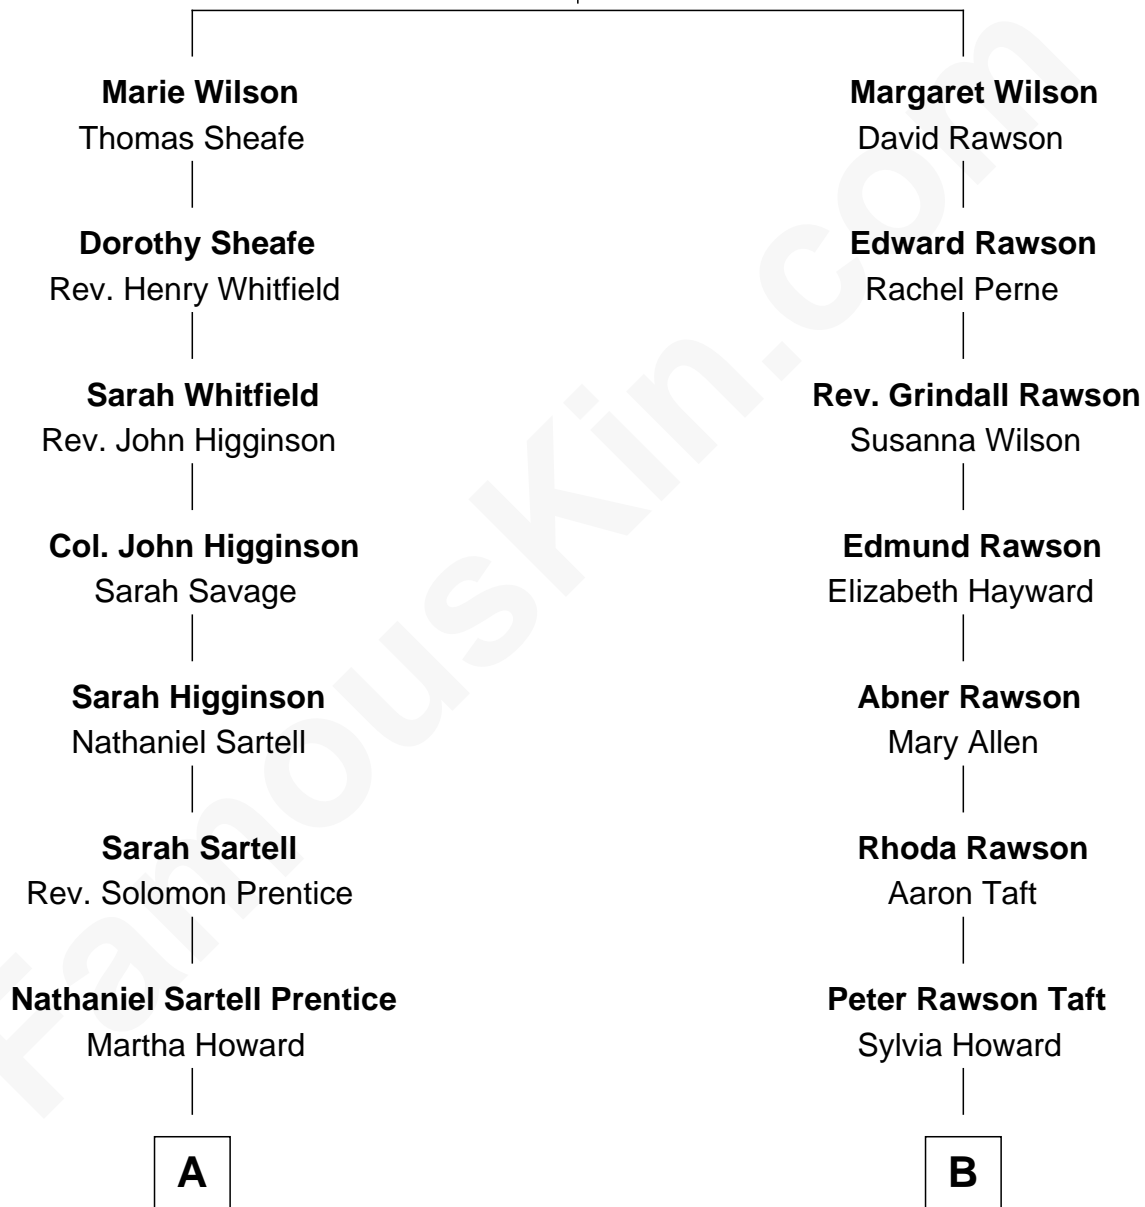 Marie Wilson
Thomas Sheafe
Dorothy Sheafe
Rev. Henry Whitfield
Sarah Whitfield
Rev. John Higginson
Col. John Higginson
Sarah Savage
Sarah Higginson
Nathaniel Sartell
Sarah Sartell
Rev. Solomon Prentice
Nathaniel Sartell Prentice
Martha Howard
A
Margaret Wilson
David Rawson
Edward Rawson
Rachel Perne
Rev. Grindall Rawson
Susanna Wilson
Edmund Rawson
Elizabeth Hayward
Abner Rawson
Mary Allen
Rhoda Rawson
Aaron Taft
Peter Rawson Taft
Sylvia Howard
B
FamousKin.com